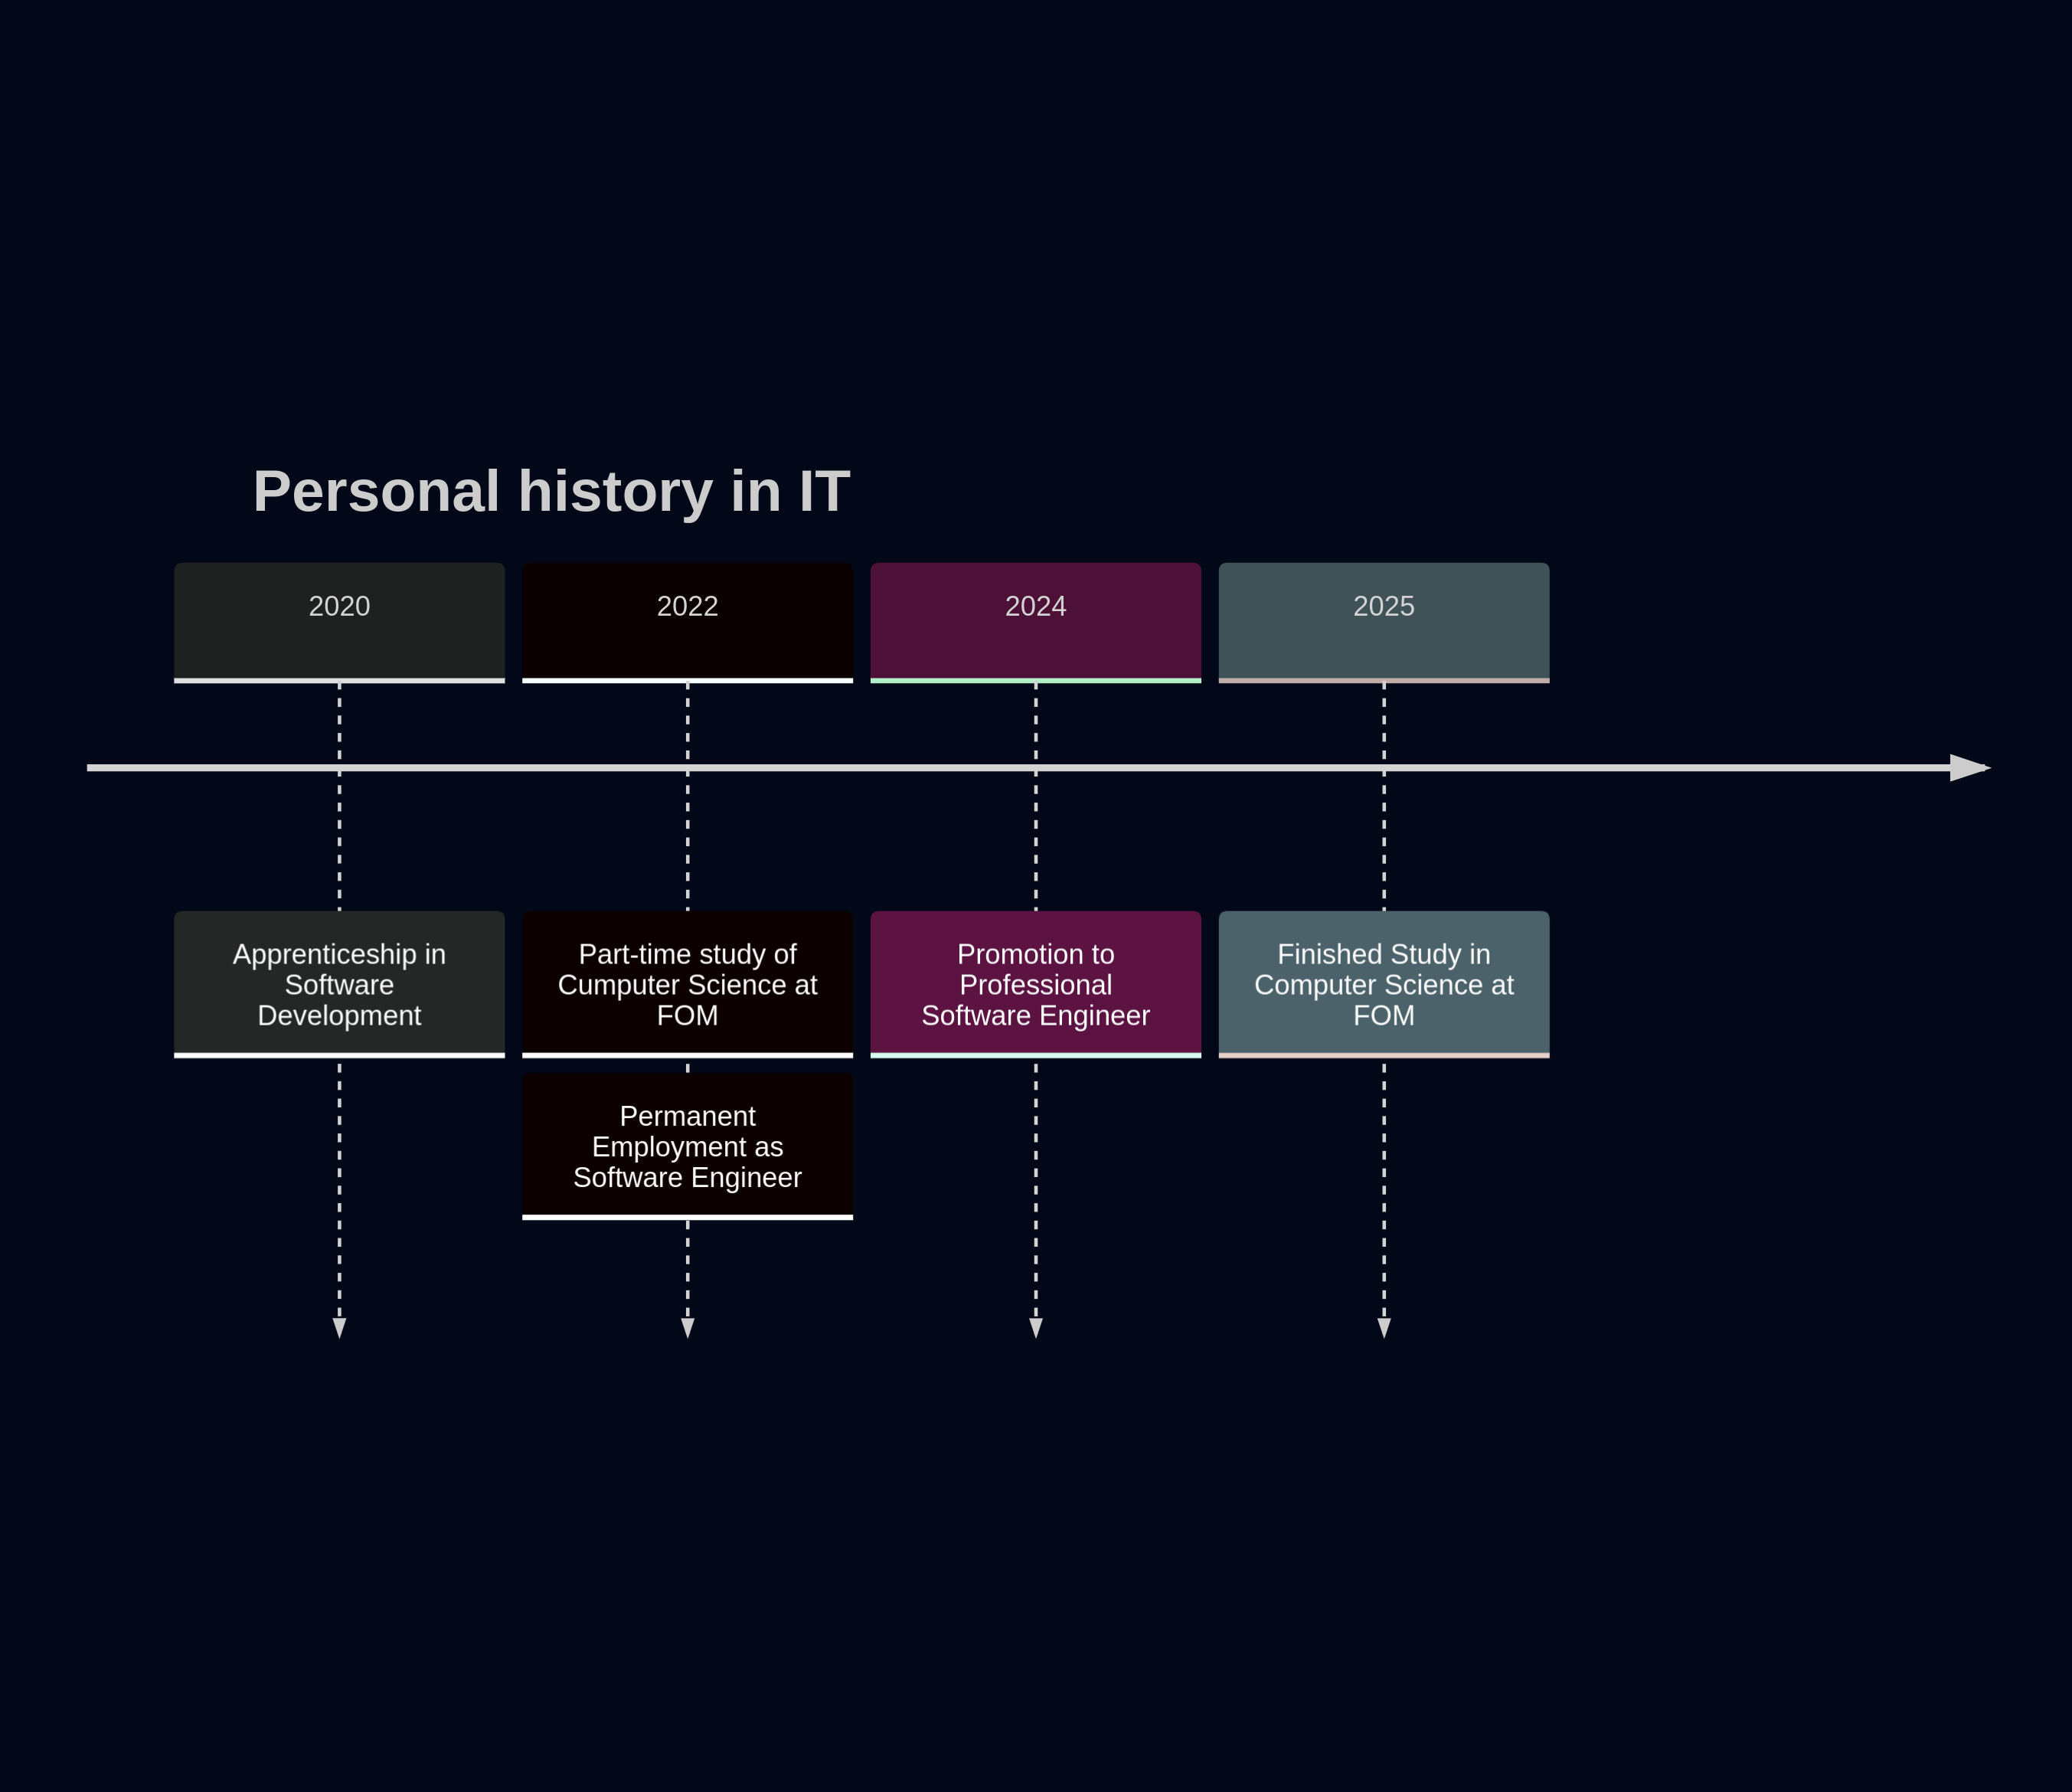 Personal history in IT
2020
2022
2024
2025
Apprenticeship in
Software
Development
Part-time study of
Cumputer Science at
FOM
Permanent
Employment as
Software Engineer
Promotion to
Professional
Software Engineer
Finished Study in
Computer Science at
FOM